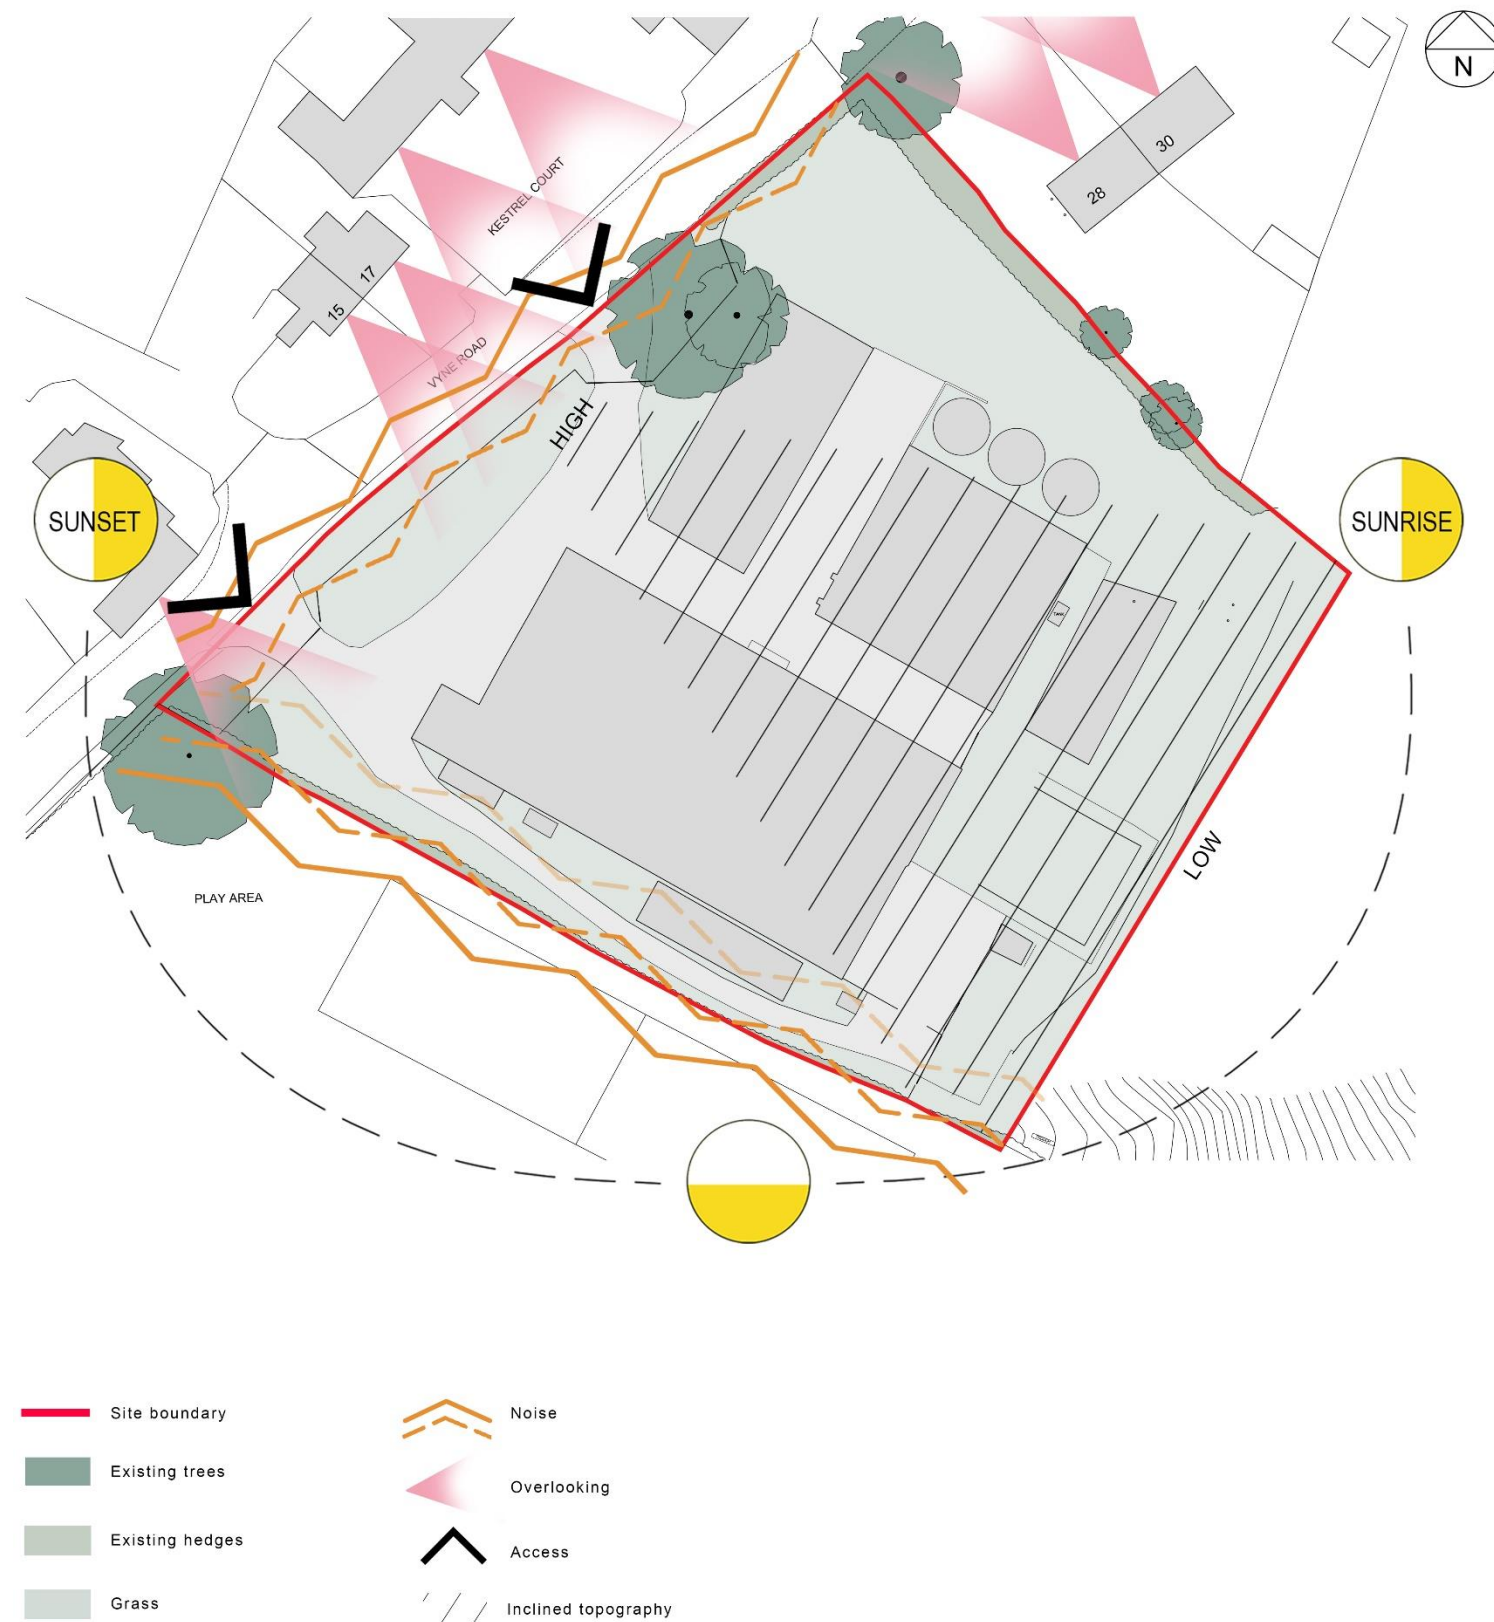 N
30
28
KESTREL COURT
17
15
VYNE ROAD
HIGH
SUNSET
SUNRISE
TANK
LOW
PLAY AREA
Site boundary
Noise
Existing trees
Overlooking
Existing hedges
Access
Grass
Inclined topography